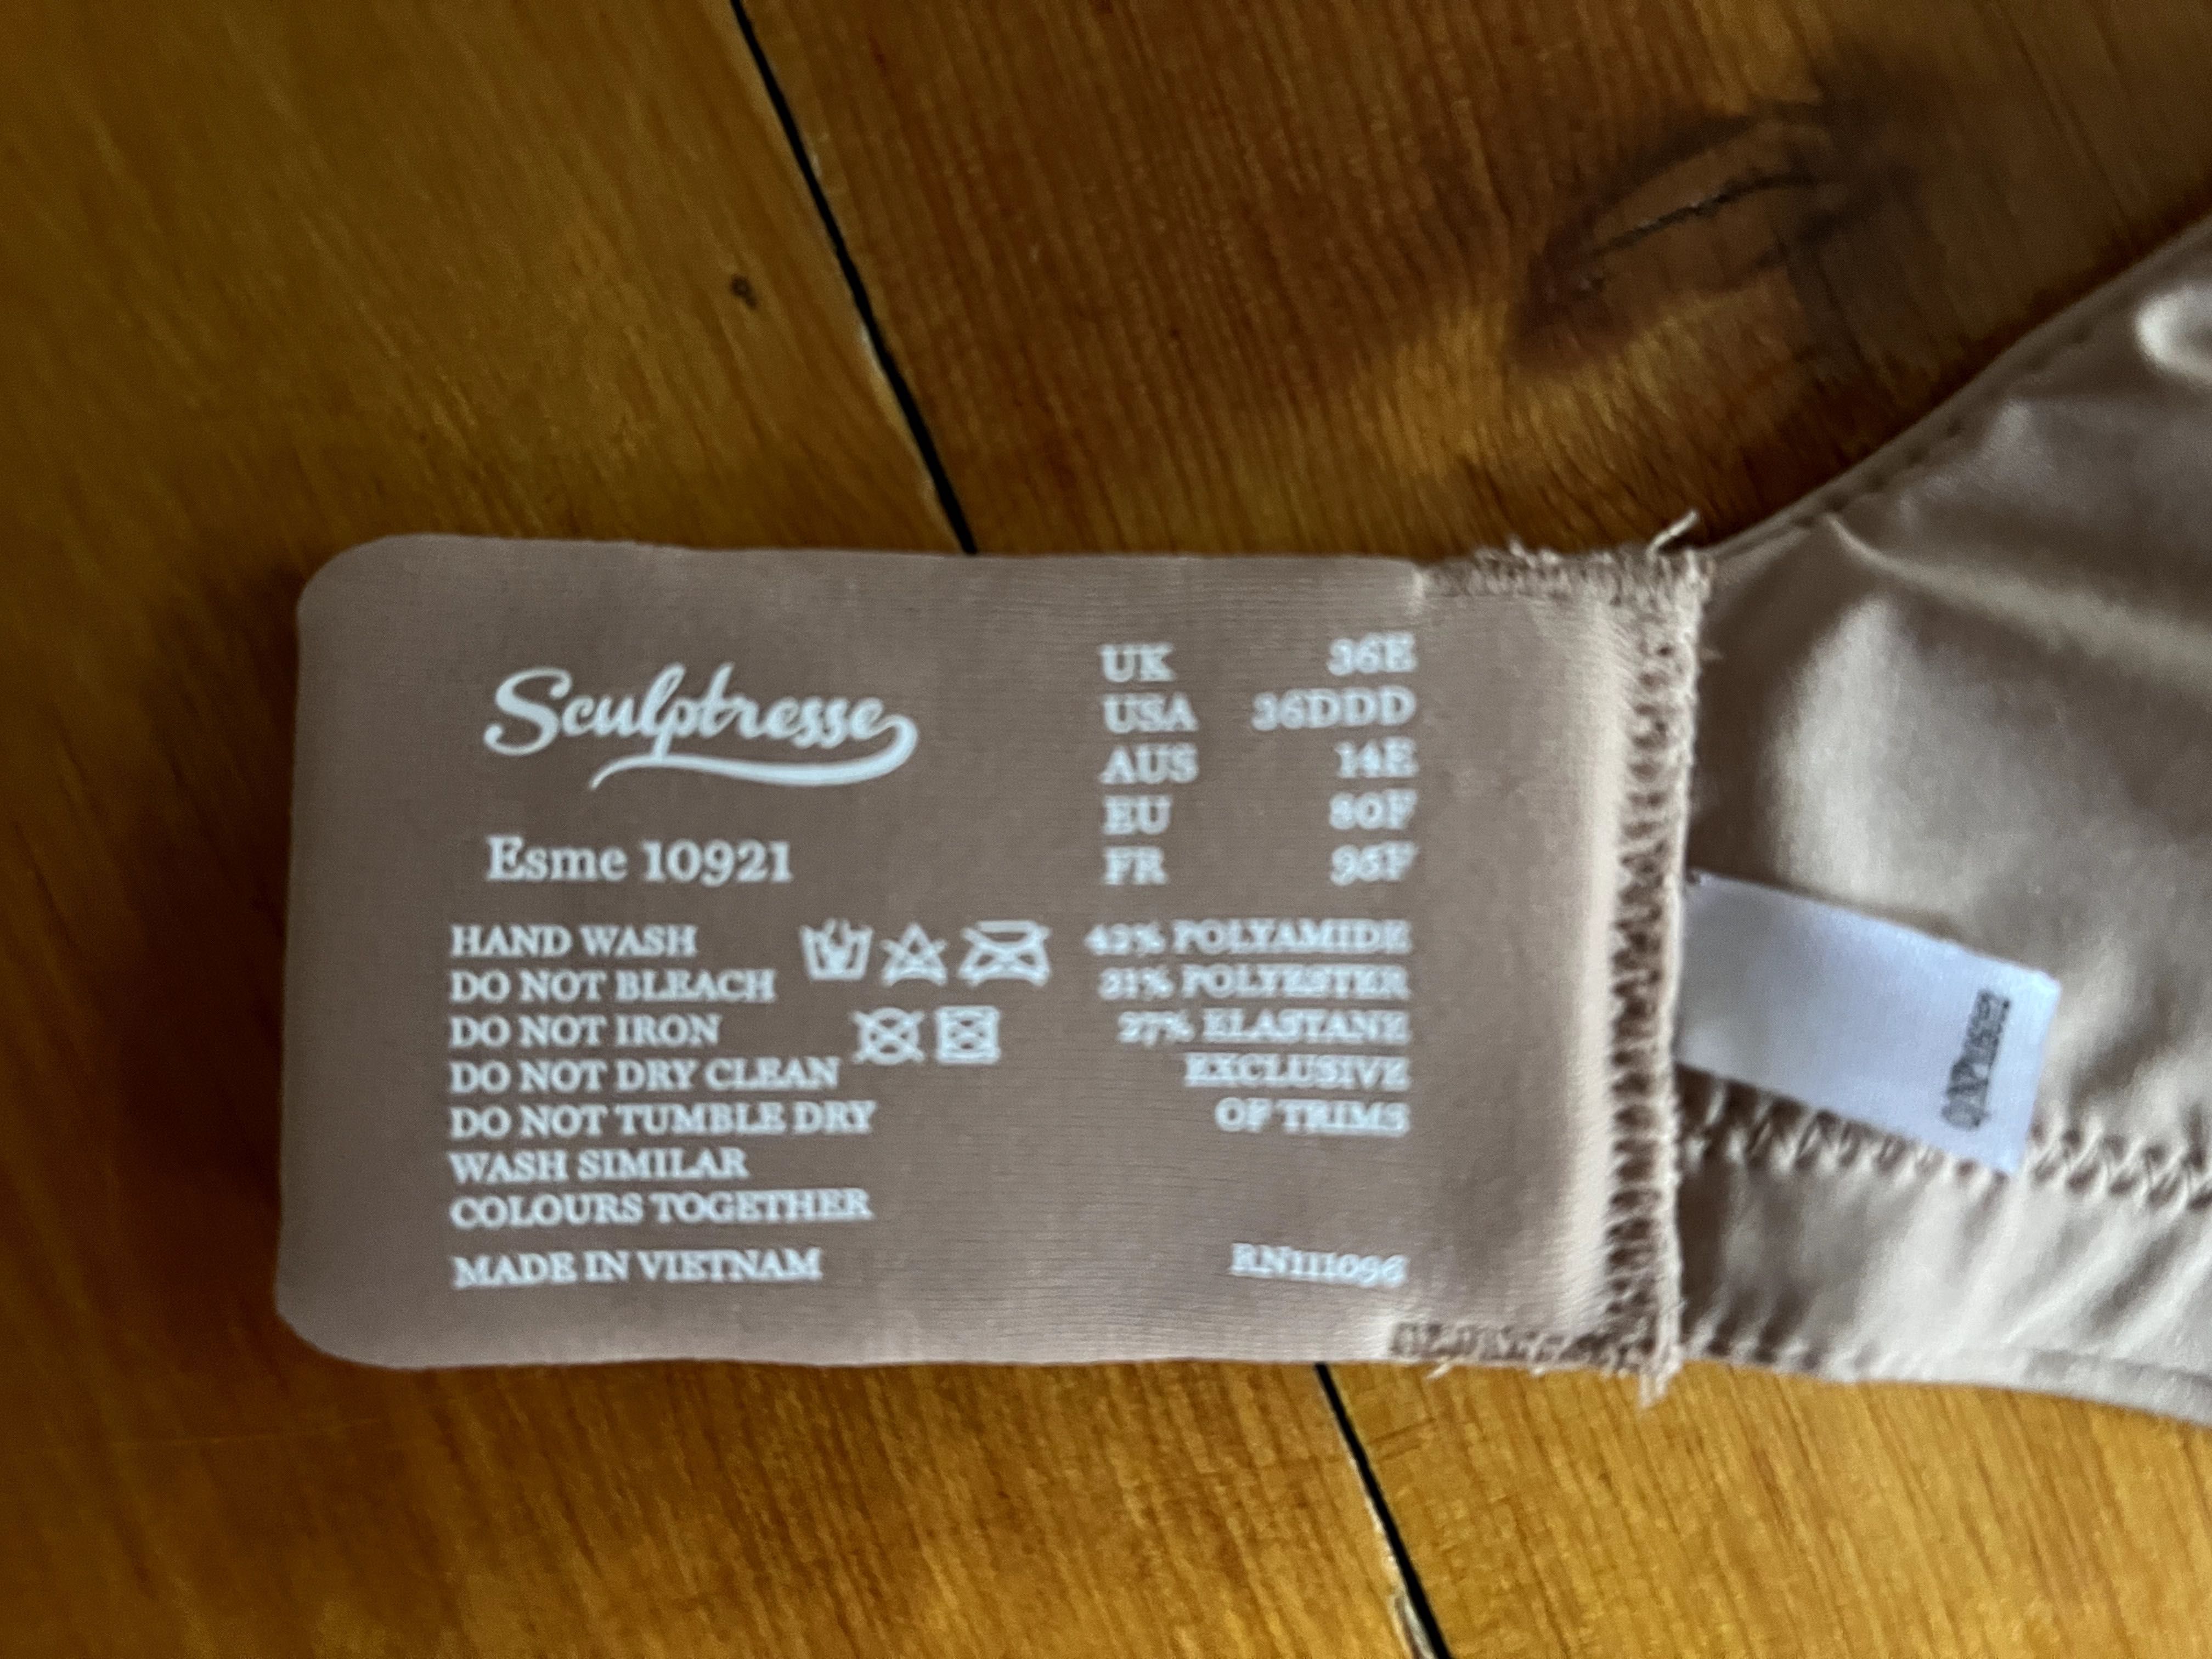 Sculptresse
Esme 10921
HAND WASH
DO NOT BLEACH
DO NOT IRON
DO NOT DRY CLEAN
DO NOT TUMBLE DRY
WASH SIMILAR
COLOURS TOGETHER
MADE IN VIETNAM
UK 36E
USA 36DDD
AUS 14E
EU 80F
FR 96F
42% POLYAMIDE
31% POLYESTER
27% ELASTANE
EXCLUSIVE
OF TRIMS
RN111096